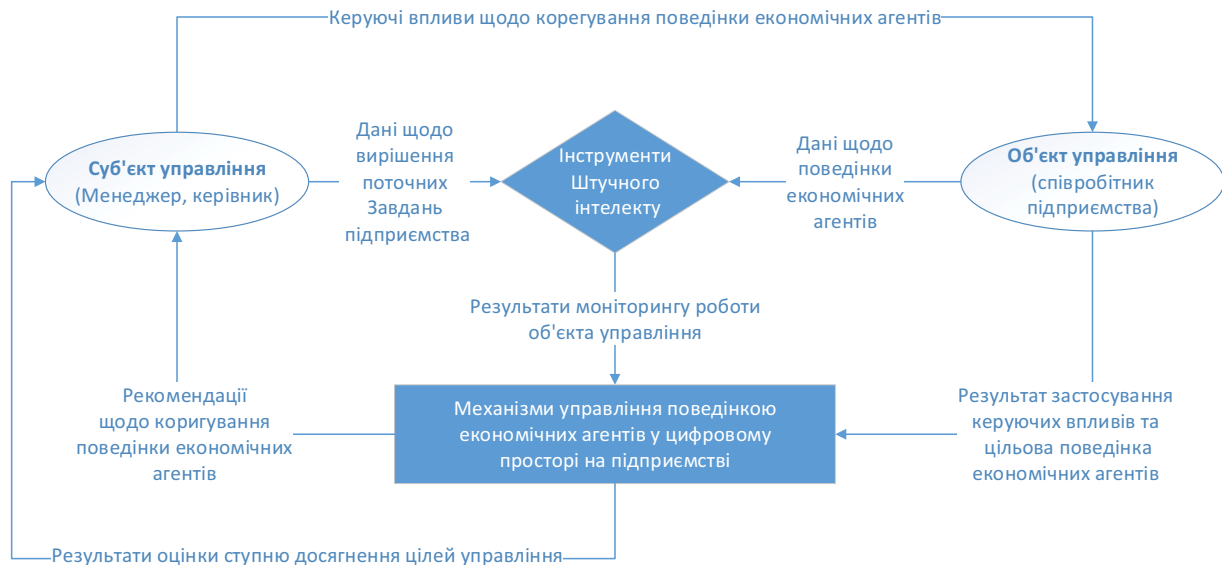 Керуючі впливи щодо корегування поведінки економічних агентів
Суб'єкт управління
(Менеджер, керівник)
Дані щодо
вирішення
поточних
Завдань
підприємства
Інструменти
Штучного
інтелекту
Дані щодо
поведінки
економічних
агентів
Об'єкт управління
(співробітник
підприємства)
Результати моніторингу роботи
об'єкта управління
Рекомендації
щодо коригування
поведінки економічних
агентів
Механізми управління поведінкою
економічних агентів у цифровому
просторі на підприємстві
Результат застосування
керуючих впливів та
цільова поведінка
економічних агентів
Результати оцінки ступню досягнення цілей управління